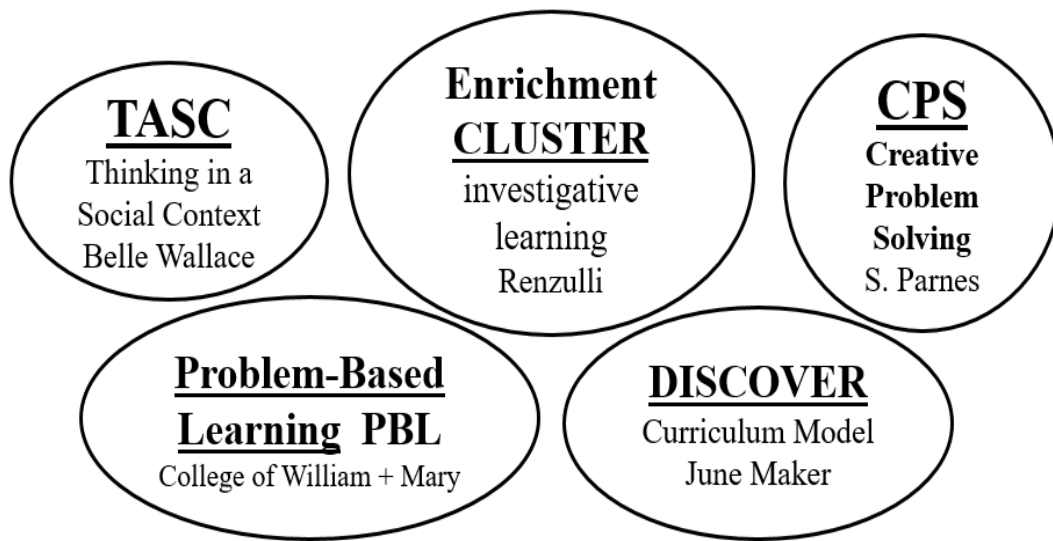 TASC
Thinking in a
Social Context
Belle Wallace
Enrichment
CLUSTER
investigative
learning
Renzulli
CPS
Creative
Problem
Solving
S. Parnes
Problem-Based
Learning PBL
College of William + Mary
DISCOVER
Curriculum Model
June Maker